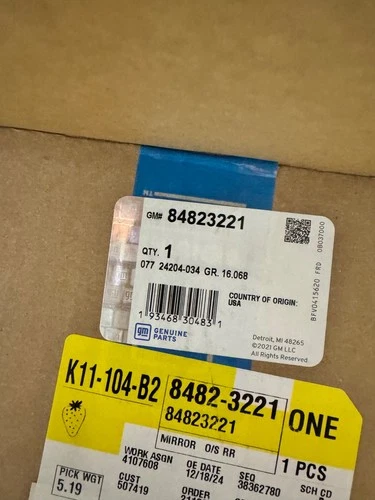 GM# 84823221
QTY. 1
077 24204-034 GR. 16.068
COUNTRY OF ORIGIN:
USA
1 93468 30483 1
gm GENUINE
PARTS
Detroit, MI 48265
©2021 GM LLC
All Rights Reserved
BFV0415620 FRD 08037000
K11-104-B2
8482-3221
84823221
ONE
MIRROR O/S RR
1 PCS
WORK ASGN
4107608
OE DATE
12/18/24
SEQ
38362780
SCH CD
PICK WGT
5.19
CUST
507419
ORDER